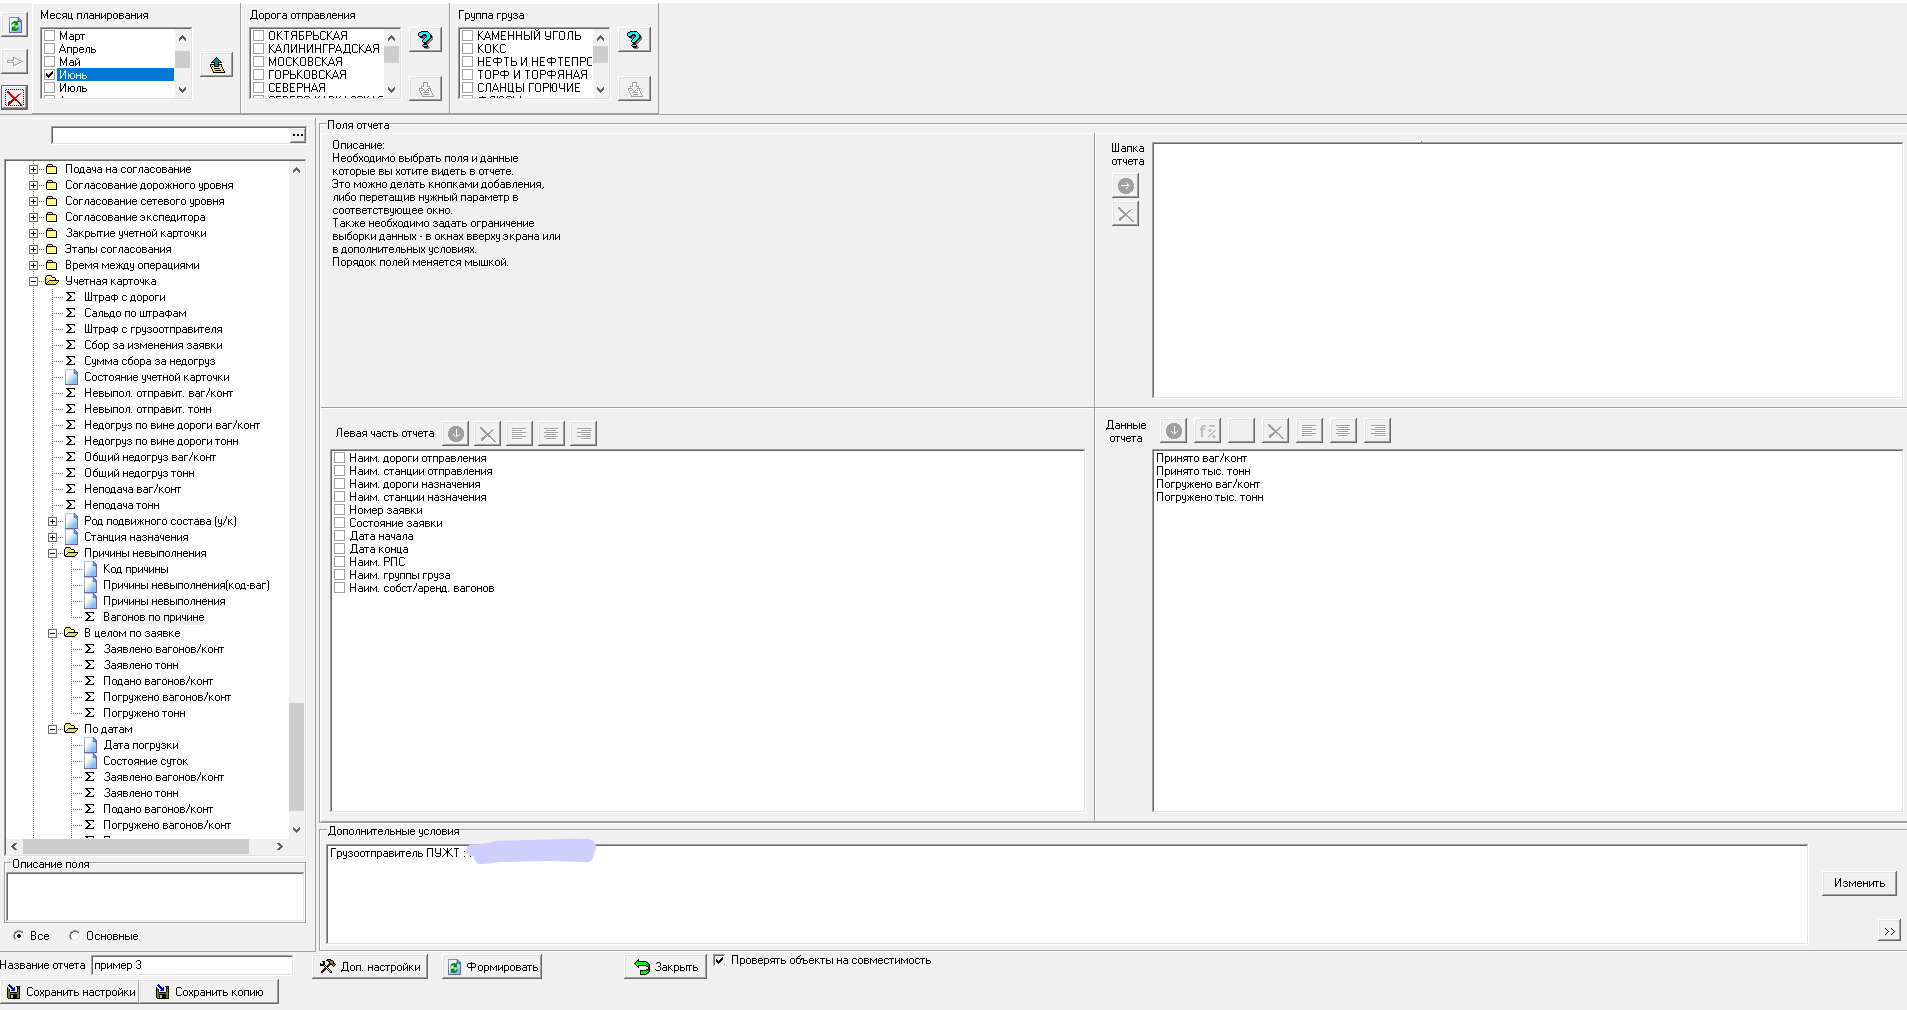 Месяц планирования
Март
Апрель
Май
Июнь
Июль
Дорога отправления
ОКТЯБРЬСКАЯ
КАЛИНИНГРАДСКАЯ
МОСКОВСКАЯ
ГОРЬКОВСКАЯ
СЕВЕРНАЯ
Группа груза
КАМЕННЫЙ УГОЛЬ
КОКС
НЕФТЬ И НЕФТЕПРС
ТОРФ И ТОРФЯНАЯ
СЛАНЦЫ ГОРЮЧИЕ
...
Подача на согласование
Согласование дорожного уровня
Согласование сетевого уровня
Согласование экспедитора
Закрытие учетной карточки
Этапы согласования
Время между операциями
Учетная карточка
Σ Штраф с дороги
Σ Сальдо по штрафам
Σ Штраф с грузоотправителя
Σ Сбор за изменения заявки
Σ Сумма сбора за недогруз
Состояние учетной карточки
Σ Невыпол. отправит. ваг/конт
Σ Невыпол. отправит. тонн
Σ Недогруз по вине дороги ваг/конт
Σ Недогруз по вине дороги тонн
Σ Общий недогруз ваг/конт
Σ Общий недогруз тонн
Σ Неподача ваг/конт
Σ Неподача тонн
Род подвижного состава (у/к)
Станция назначения
Причины невыполнения
Код причины
Причины невыполнения(код-ваг)
Причины невыполнения
Σ Вагонов по причине
В целом по заявке
Σ Заявлено вагонов/конт
Σ Заявлено тонн
Σ Подано вагонов/конт
Σ Погружено вагонов/конт
Σ Погружено тонн
По датам
Дата погрузки
Состояние суток
Σ Заявлено вагонов/конт
Σ Заявлено тонн
Σ Подано вагонов/конт
Σ Погружено вагонов/конт
Описание поля
Все Основные
Поля отчета
Описание:
Необходимо выбрать поля и данные
которые вы хотите видеть в отчете.
Это можно делать кнопками добавления,
либо перетащив нужный параметр в
соответствующее окно.
Также необходимо задать ограничение
выборки данных - в окнах вверху экрана или
в дополнительных условиях.
Порядок полей меняется мышкой.
Шапка
отчета
Левая часть отчета
Наим. дороги отправления
Наим. станции отправления
Наим. дороги назначения
Наим. станции назначения
Номер заявки
Состояние заявки
Дата начала
Дата конца
Наим. РПС
Наим. группы груза
Наим. собст/аренд. вагонов
Данные
отчета
Принято ваг/конт
Принято тыс. тонн
Погружено ваг/конт
Погружено тыс. тонн
Дополнительные условия
Грузоотправитель ПУЖТ :
Изменить
>>
Название отчета пример 3
Доп. настройки
Формировать
Закрыть
Проверять объекты на совместимость
Сохранить настройки
Сохранить копию